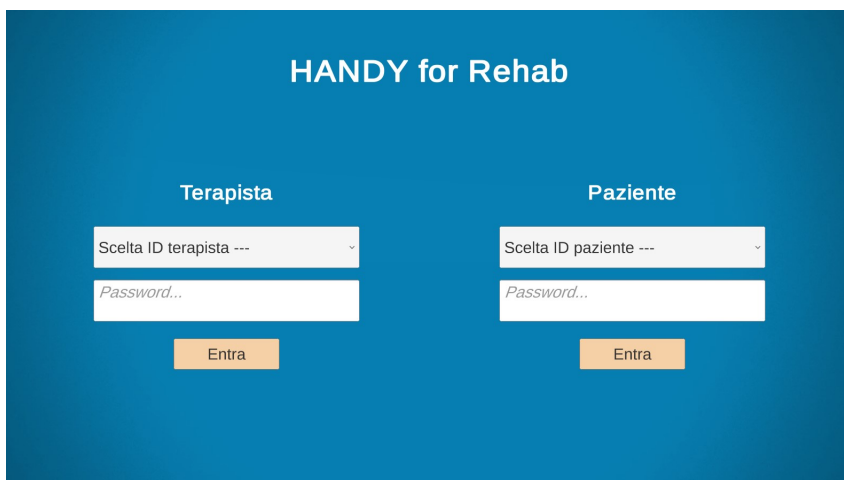 HANDY for Rehab
Terapista
Scelta ID terapista ---
Password...
Entra
Paziente
Scelta ID paziente ---
Password...
Entra